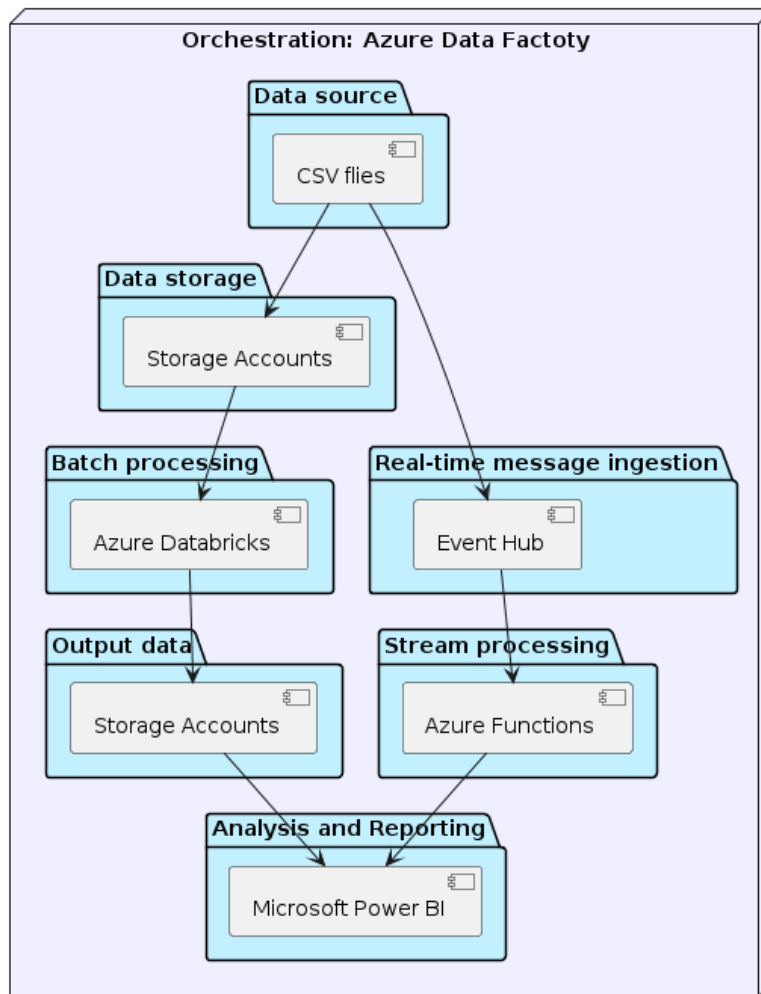 Orchestration: Azure Data Factoty
Data source
CSV flies
Data storage
Storage Accounts
Batch processing
Azure Databricks
Real-time message ingestion
Event Hub
Output data
Storage Accounts
Stream processing
Azure Functions
Analysis and Reporting
Microsoft Power BI